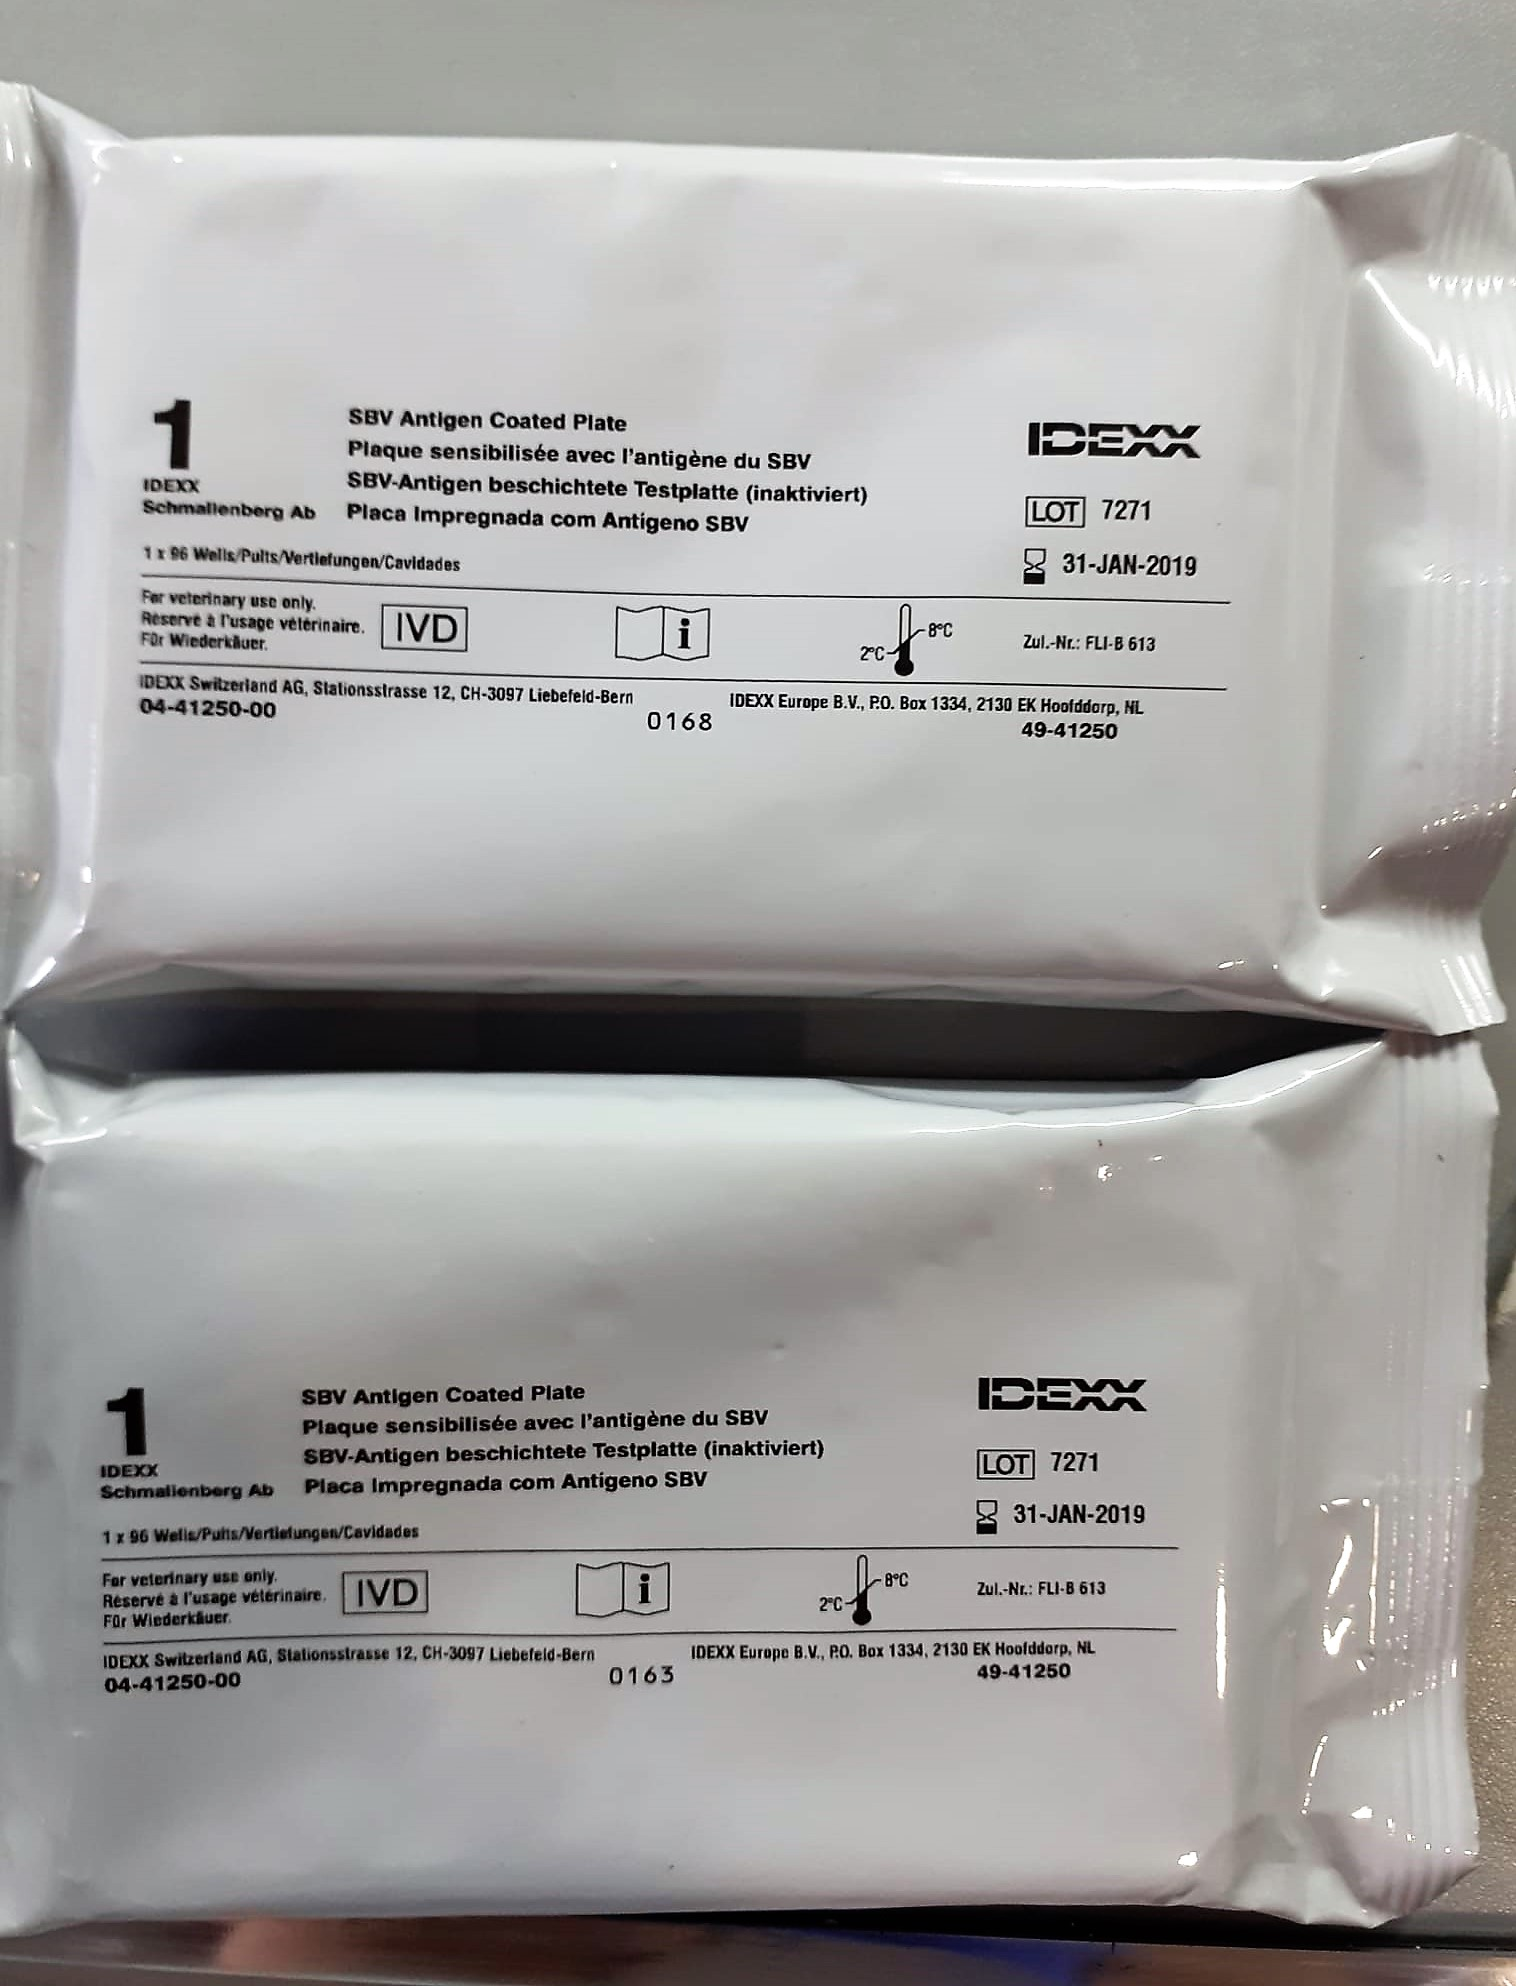 1
IDEXX
Schmallenberg Ab
SBV Antigen Coated Plate
Plaque sensibilisée avec l'antigène du SBV
SBV-Antigen beschichtete Testplatte (inaktiviert)
Placa Impregnada com Antígeno SBV
IDEXX
LOT 7271
31-JAN-2019
1 x 96 Wells/Puits/Vertiefungen/Cavidades
For veterinary use only.
Réservé à l'usage vétérinaire.
Für Wiederkäuer.
IVD
i
2°C
8°C
Zul.-Nr.: FLI-B 613
IDEXX Switzerland AG, Stationsstrasse 12, CH-3097 Liebefeld-Bern
04-41250-00
0168
IDEXX Europe B.V., P.O. Box 1334, 2130 EK Hoofddorp, NL
49-41250
1
IDEXX
Schmallenberg Ab
SBV Antigen Coated Plate
Plaque sensibilisée avec l'antigène du SBV
SBV-Antigen beschichtete Testplatte (inaktiviert)
Placa Impregnada com Antígeno SBV
IDEXX
LOT 7271
31-JAN-2019
1 x 96 Wells/Puits/Vertiefungen/Cavidades
For veterinary use only.
Réservé à l'usage vétérinaire.
Für Wiederkäuer.
IVD
i
2°C
8°C
Zul.-Nr.: FLI-B 613
IDEXX Switzerland AG, Stationsstrasse 12, CH-3097 Liebefeld-Bern
04-41250-00
0163
IDEXX Europe B.V., P.O. Box 1334, 2130 EK Hoofddorp, NL
49-41250